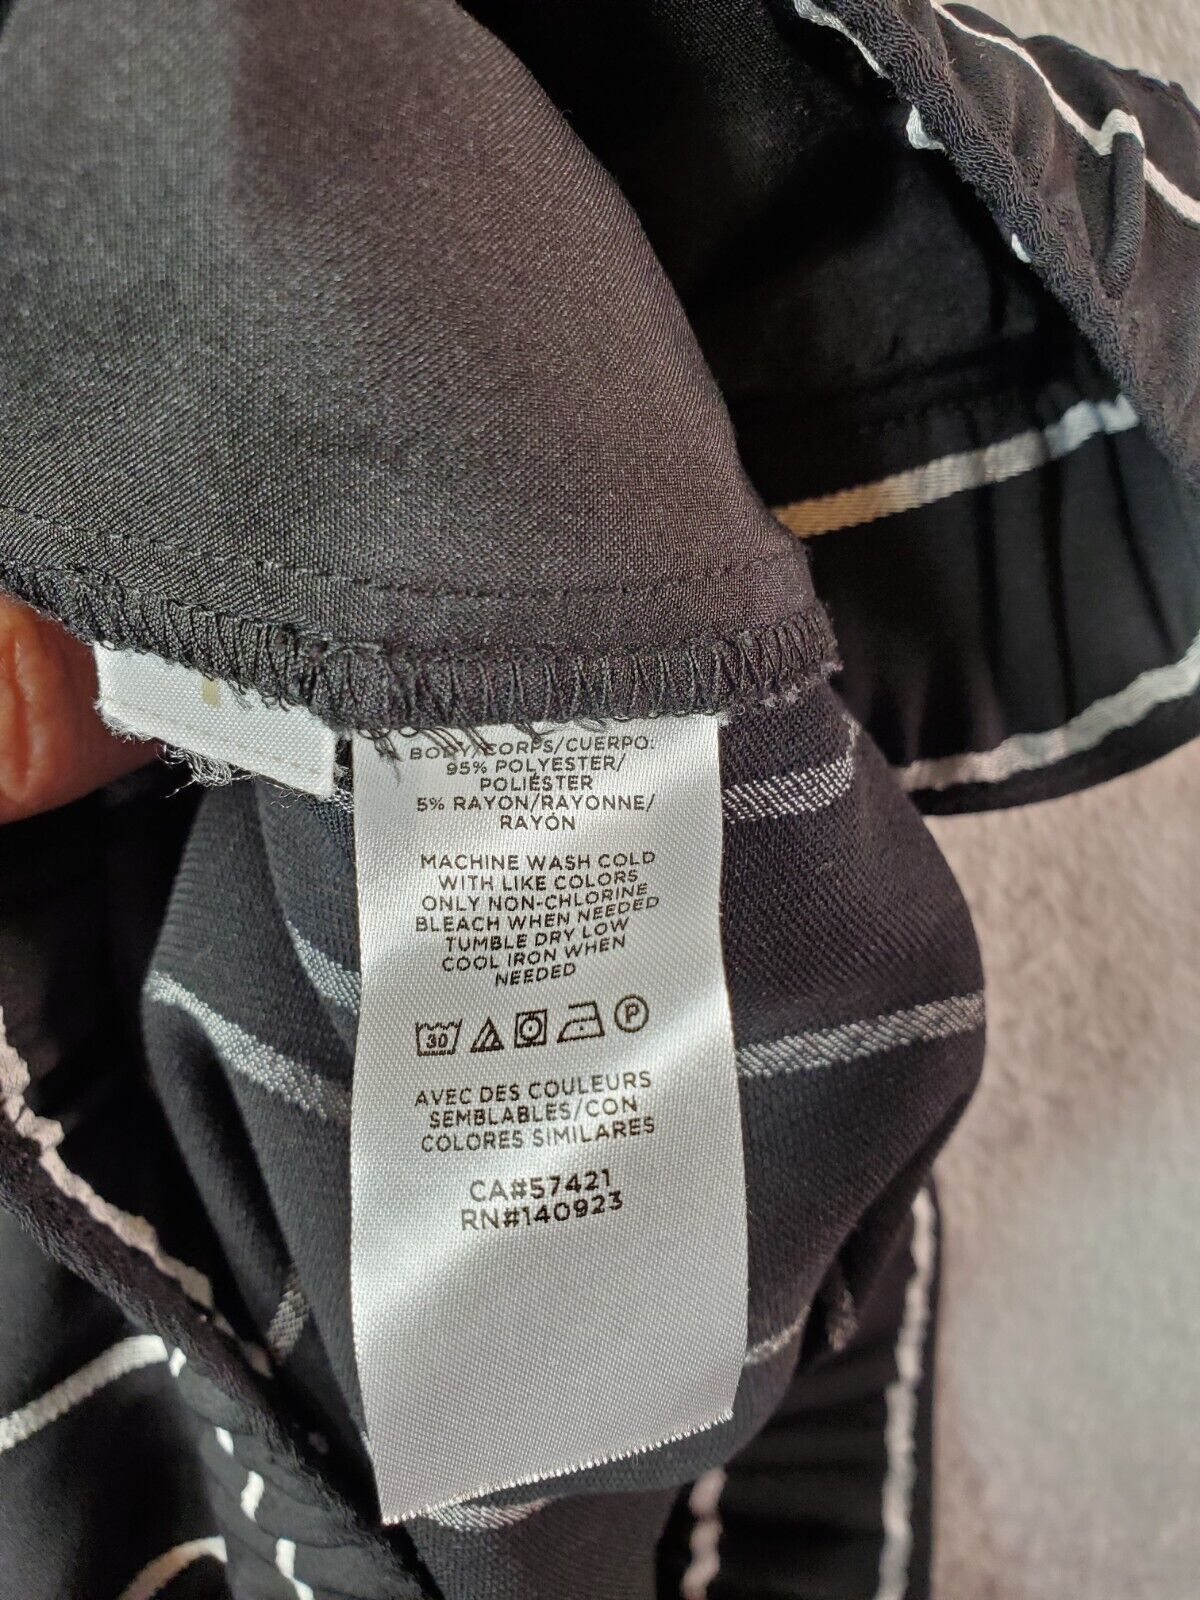 BODY/CORPS/CUERPO:
95% POLYESTER/
POLIÉSTER
5% RAYON/RAYONNE/
RAYÓN
MACHINE WASH COLD
WITH LIKE COLORS
ONLY NON-CHLORINE
BLEACH WHEN NEEDED
TUMBLE DRY LOW
COOL IRON WHEN
NEEDED
30 P
AVEC DES COULEURS
SEMBLABLES/CON
COLORES SIMILARES
CA#57421
RN#140923